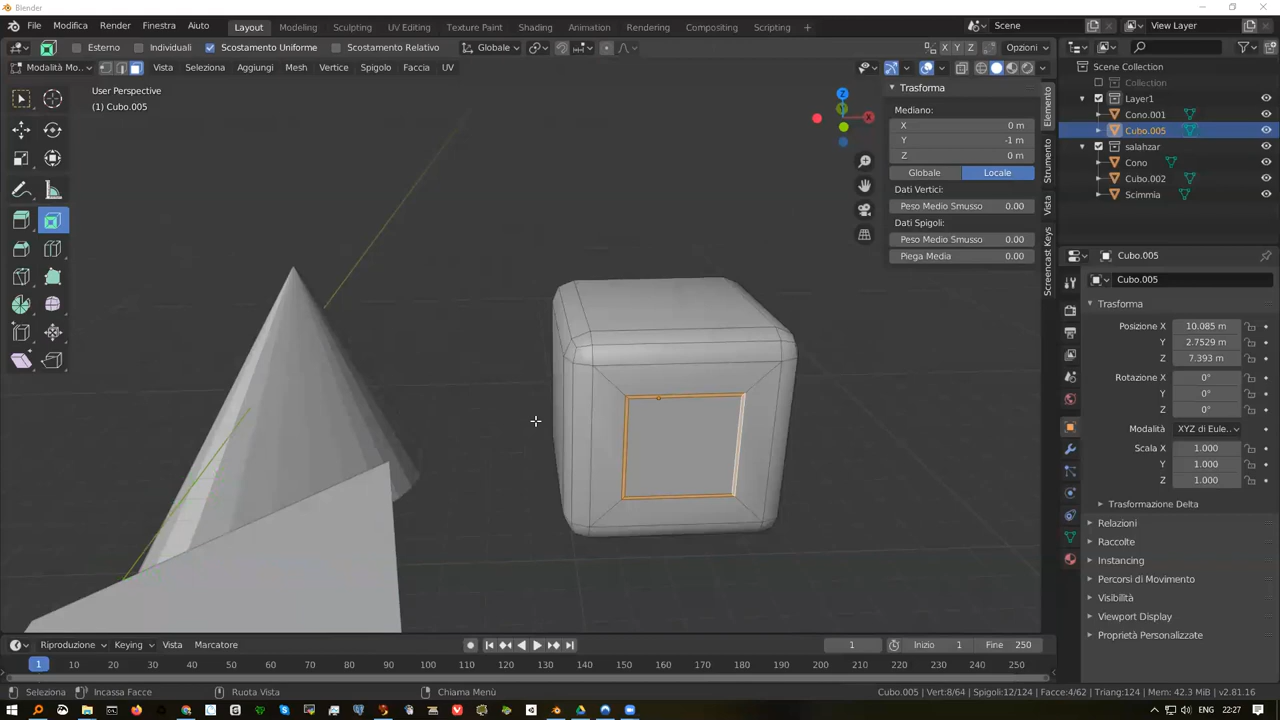 Blender
File Modifica Render Finestra Aiuto Layout Modeling Sculpting UV Editing Texture Paint Shading Animation Rendering Compositing Scripting + Scene View Layer
Esterno Individuali Scostamento Uniforme Scostamento Relativo Globale X Y Z Opzioni
Modalità Mo... Vista Seleziona Aggiungi Mesh Vertice Spigolo Faccia UV
User Perspective
(1) Cubo.005
Z
Y
X
Trasforma
Mediano:
X 0 m
Y -1 m
Z 0 m
Globale Locale
Dati Vertici:
Peso Medio Smusso 0.00
Dati Spigoli:
Peso Medio Smusso 0.00
Piega Media 0.00
Elemento
Strumento
Vista
Screencast Keys
Scene Collection
Collection
Layer1
Cono.001
Cubo.005
salahzar
Cono
Cubo.002
Scimmia
Cubo.005
Cubo.005
Trasforma
Posizione X 10.085 m
Y 2.7529 m
Z 7.393 m
Rotazione X 0°
Y 0°
Z 0°
Modalità XYZ di Eule..
Scala X 1.000
Y 1.000
Z 1.000
Trasformazione Delta
Relazioni
Raccolte
Instancing
Percorsi di Movimento
Visibilità
Viewport Display
Proprietà Personalizzate
Riproduzione Keying Vista Marcatore 1 Inizio 1 Fine 250
1 10 20 30 40 50 60 70 80 90 100 110 120 130 140 150 160 170 180 190 200 210 220 230 240 250
Seleziona Incassa Facce Ruota Vista Chiama Menù Cubo.005 | Vert:8/64 | Spigoli:12/124 | Facce:4/62 | Triang:124 | Mem: 42.3 MiB | v2.81.16
ENG 22:27